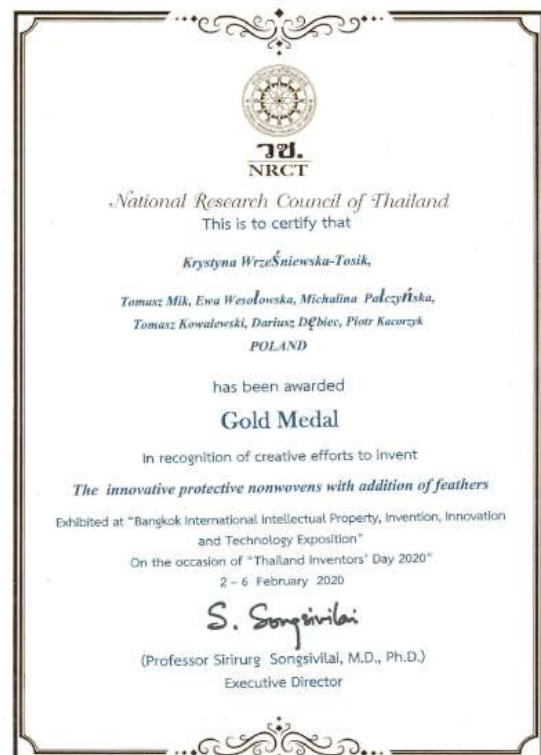 วช.
NRCT
National Research Council of Thailand
This is to certify that
Krystyna WrzeŚniewska-Tosik,
Tomasz Mik, Ewa Wesołowska, Michalina Pałczyńska,
Tomasz Kowalewski, Dariusz Dębiec, Piotr Kacorzyk
POLAND
has been awarded
Gold Medal
In recognition of creative efforts to invent
The innovative protective nonwovens with addition of feathers
Exhibited at "Bangkok International Intellectual Property, Invention, Innovation
and Technology Exposition"
On the occasion of "Thailand Inventors' Day 2020"
2 – 6 February 2020
S. Songsivilai
(Professor Sirirurg Songsivilai, M.D., Ph.D.)
Executive Director